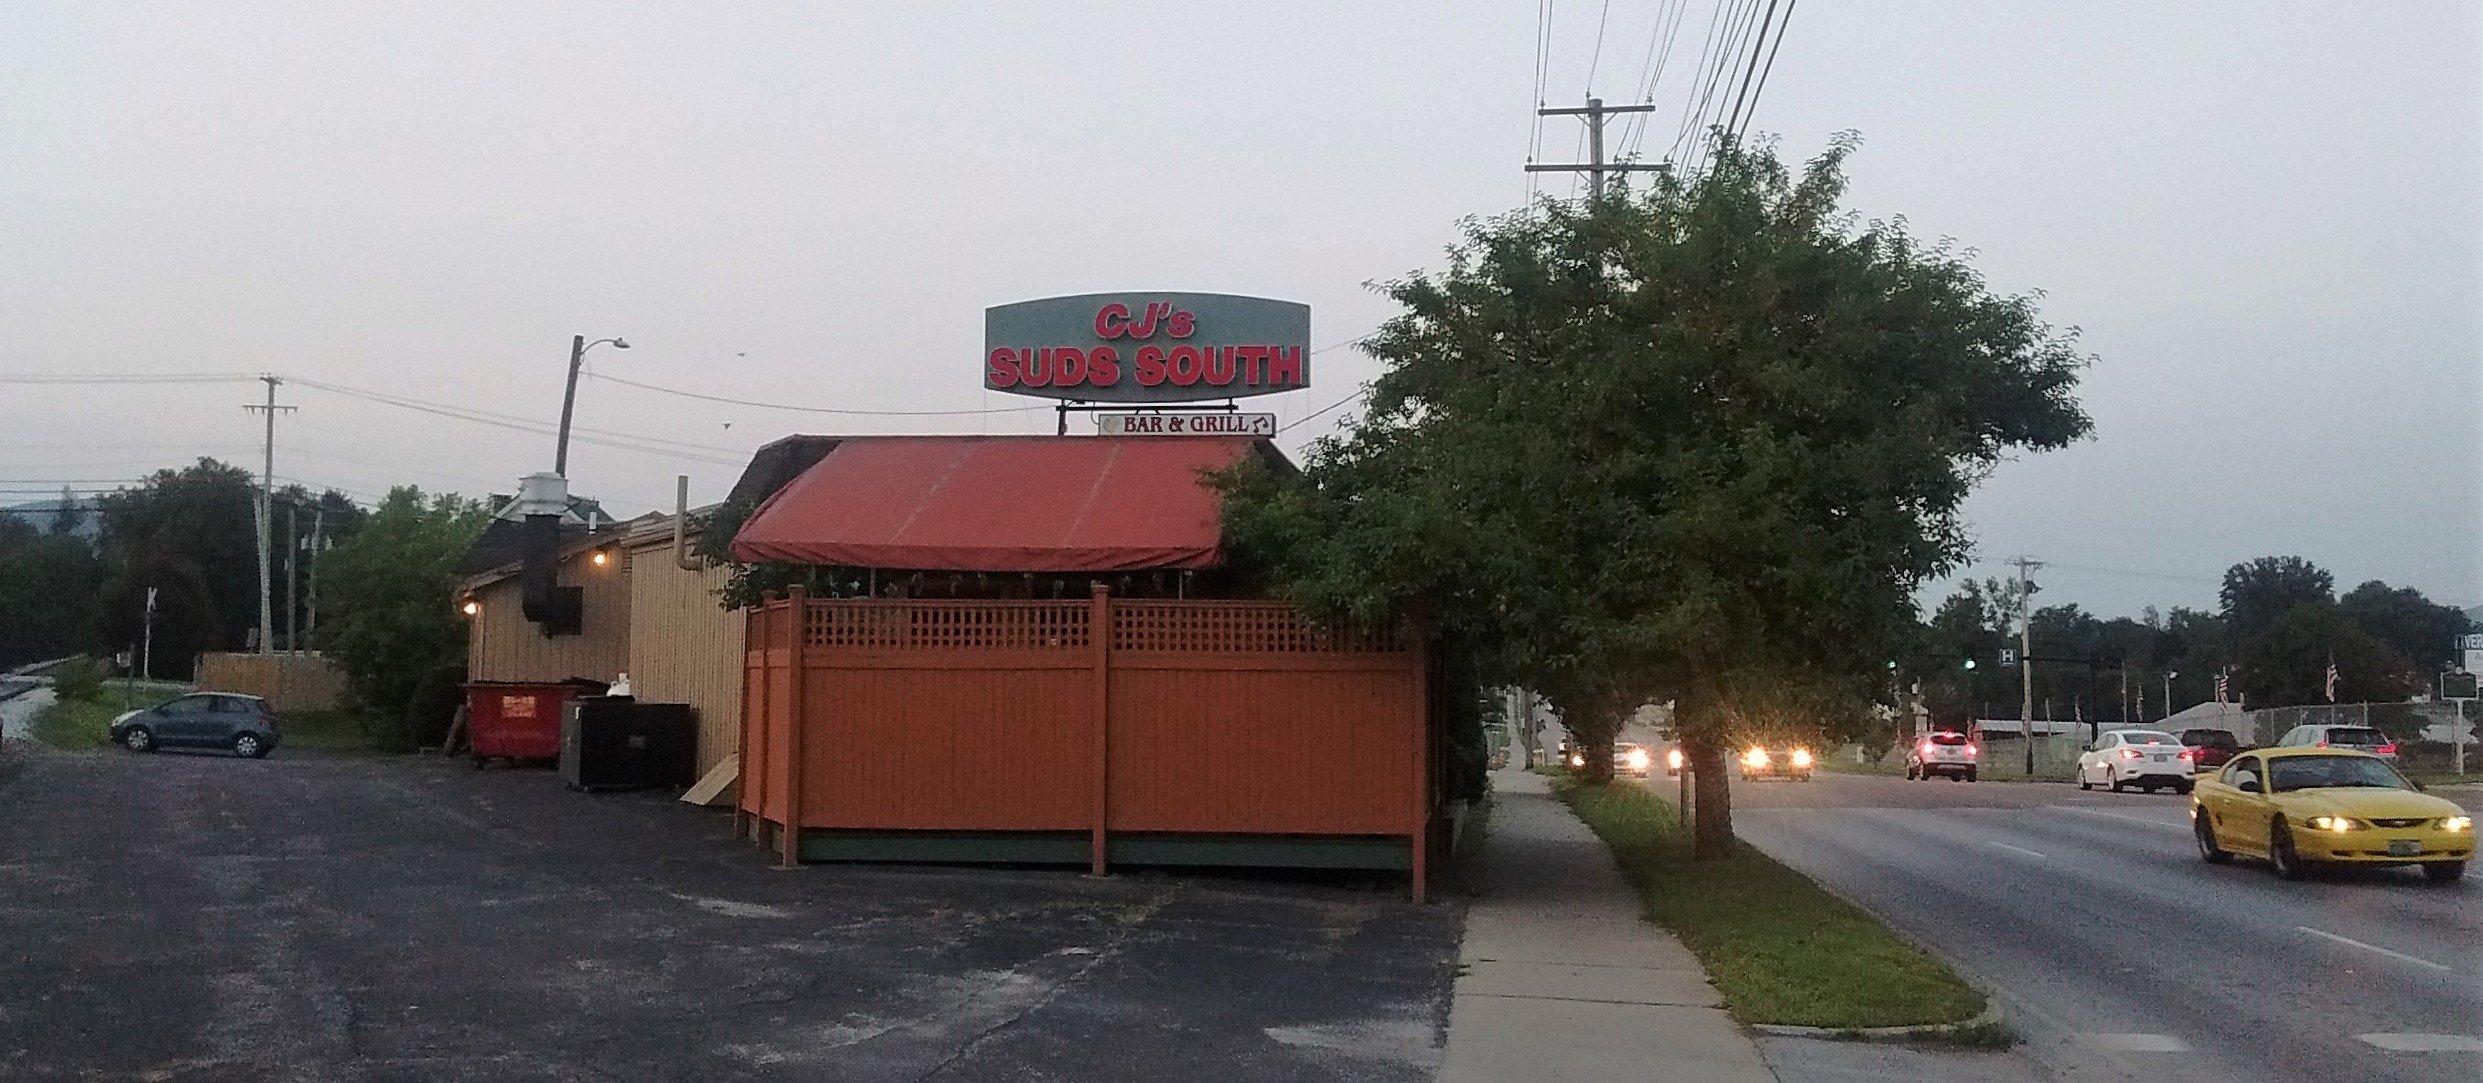 CJ's
SUDS SOUTH
BAR & GRILL
H